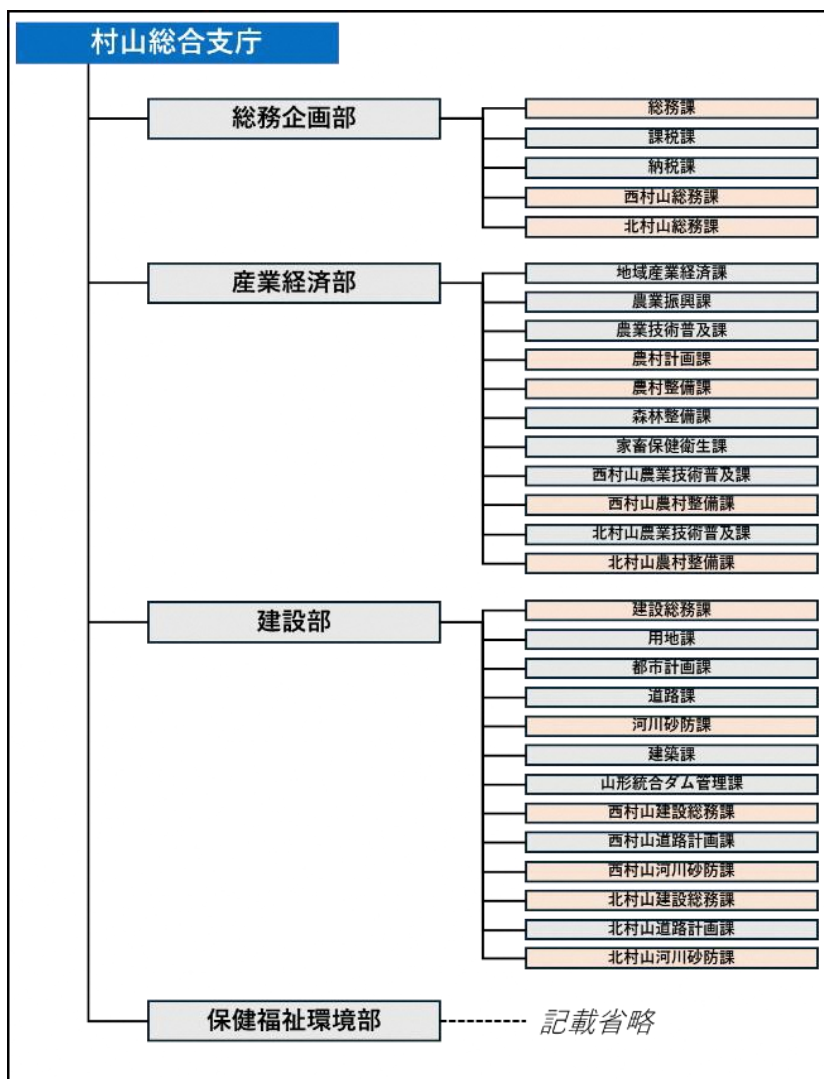 村山総合支庁
総務企画部
総務課
課税課
納税課
西村山総務課
北村山総務課
産業経済部
地域産業経済課
農業振興課
農業技術普及課
農村計画課
農村整備課
森林整備課
家畜保健衛生課
西村山農業技術普及課
西村山農村整備課
北村山農業技術普及課
北村山農村整備課
建設部
建設総務課
用地課
都市計画課
道路課
河川砂防課
建築課
山形統合ダム管理課
西村山建設総務課
西村山道路計画課
西村山河川砂防課
北村山建設総務課
北村山道路計画課
北村山河川砂防課
保健福祉環境部
記載省略